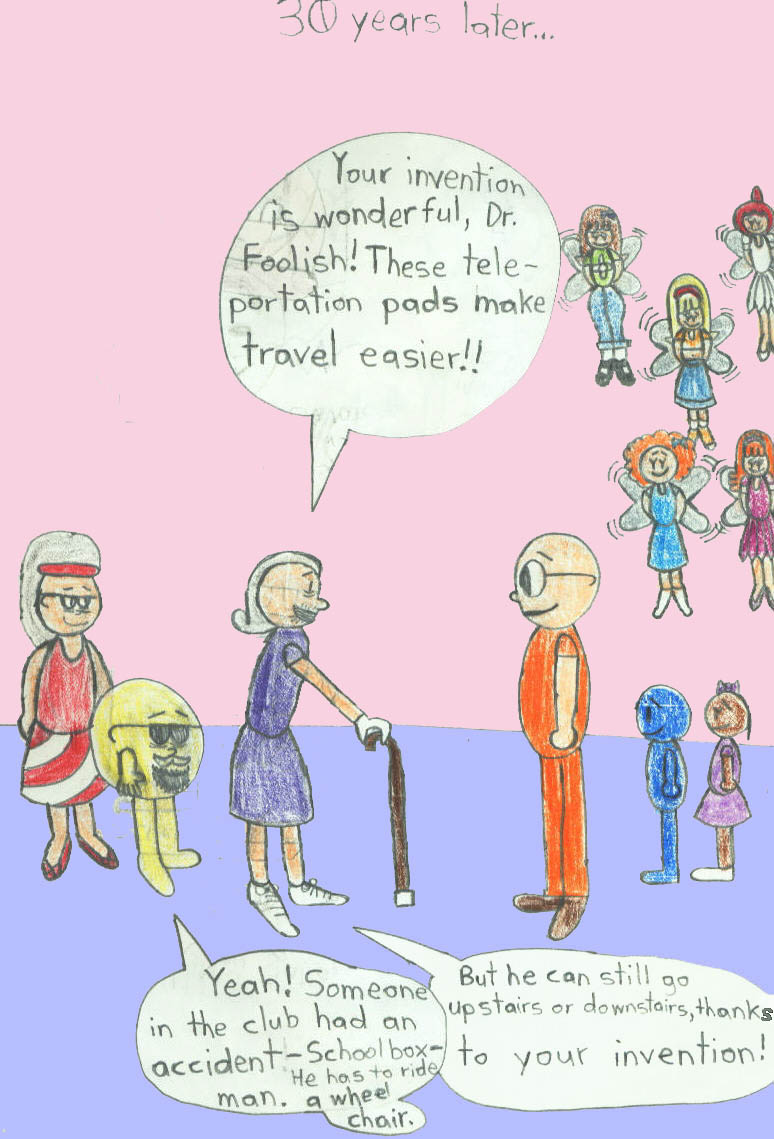 30 years later...
Your invention
is wonderful, Dr.
Foolish! These tele-
portation pads make
travel easier!!
Yeah! Someone
in the club had an
accident-Schoolbox-
man. He has to ride
a wheel
chair.
But he can still go
upstairs or downstairs, thanks
to your invention!